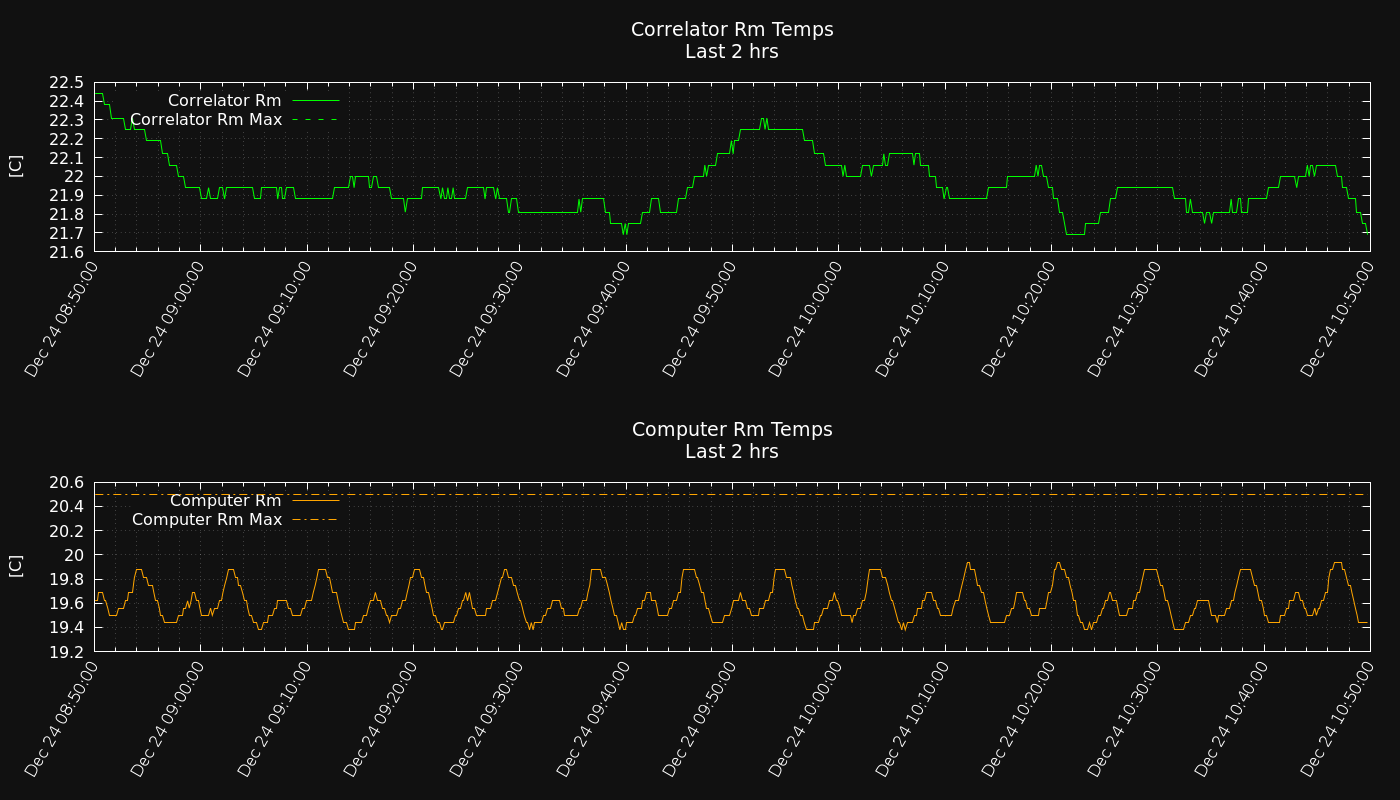 Correlator Rm Temps
Last 2 hrs
22.5
22.4
22.3
22.2
22.1
22
21.9
21.8
21.7
21.6
[C]
Correlator Rm
Correlator Rm Max
Dec 24 08:50:00
Dec 24 09:00:00
Dec 24 09:10:00
Dec 24 09:20:00
Dec 24 09:30:00
Dec 24 09:40:00
Dec 24 09:50:00
Dec 24 10:00:00
Dec 24 10:10:00
Dec 24 10:20:00
Dec 24 10:30:00
Dec 24 10:40:00
Dec 24 10:50:00
Computer Rm Temps
Last 2 hrs
20.6
20.4
20.2
20
19.8
19.6
19.4
19.2
[C]
Computer Rm
Computer Rm Max
Dec 24 08:50:00
Dec 24 09:00:00
Dec 24 09:10:00
Dec 24 09:20:00
Dec 24 09:30:00
Dec 24 09:40:00
Dec 24 09:50:00
Dec 24 10:00:00
Dec 24 10:10:00
Dec 24 10:20:00
Dec 24 10:30:00
Dec 24 10:40:00
Dec 24 10:50:00